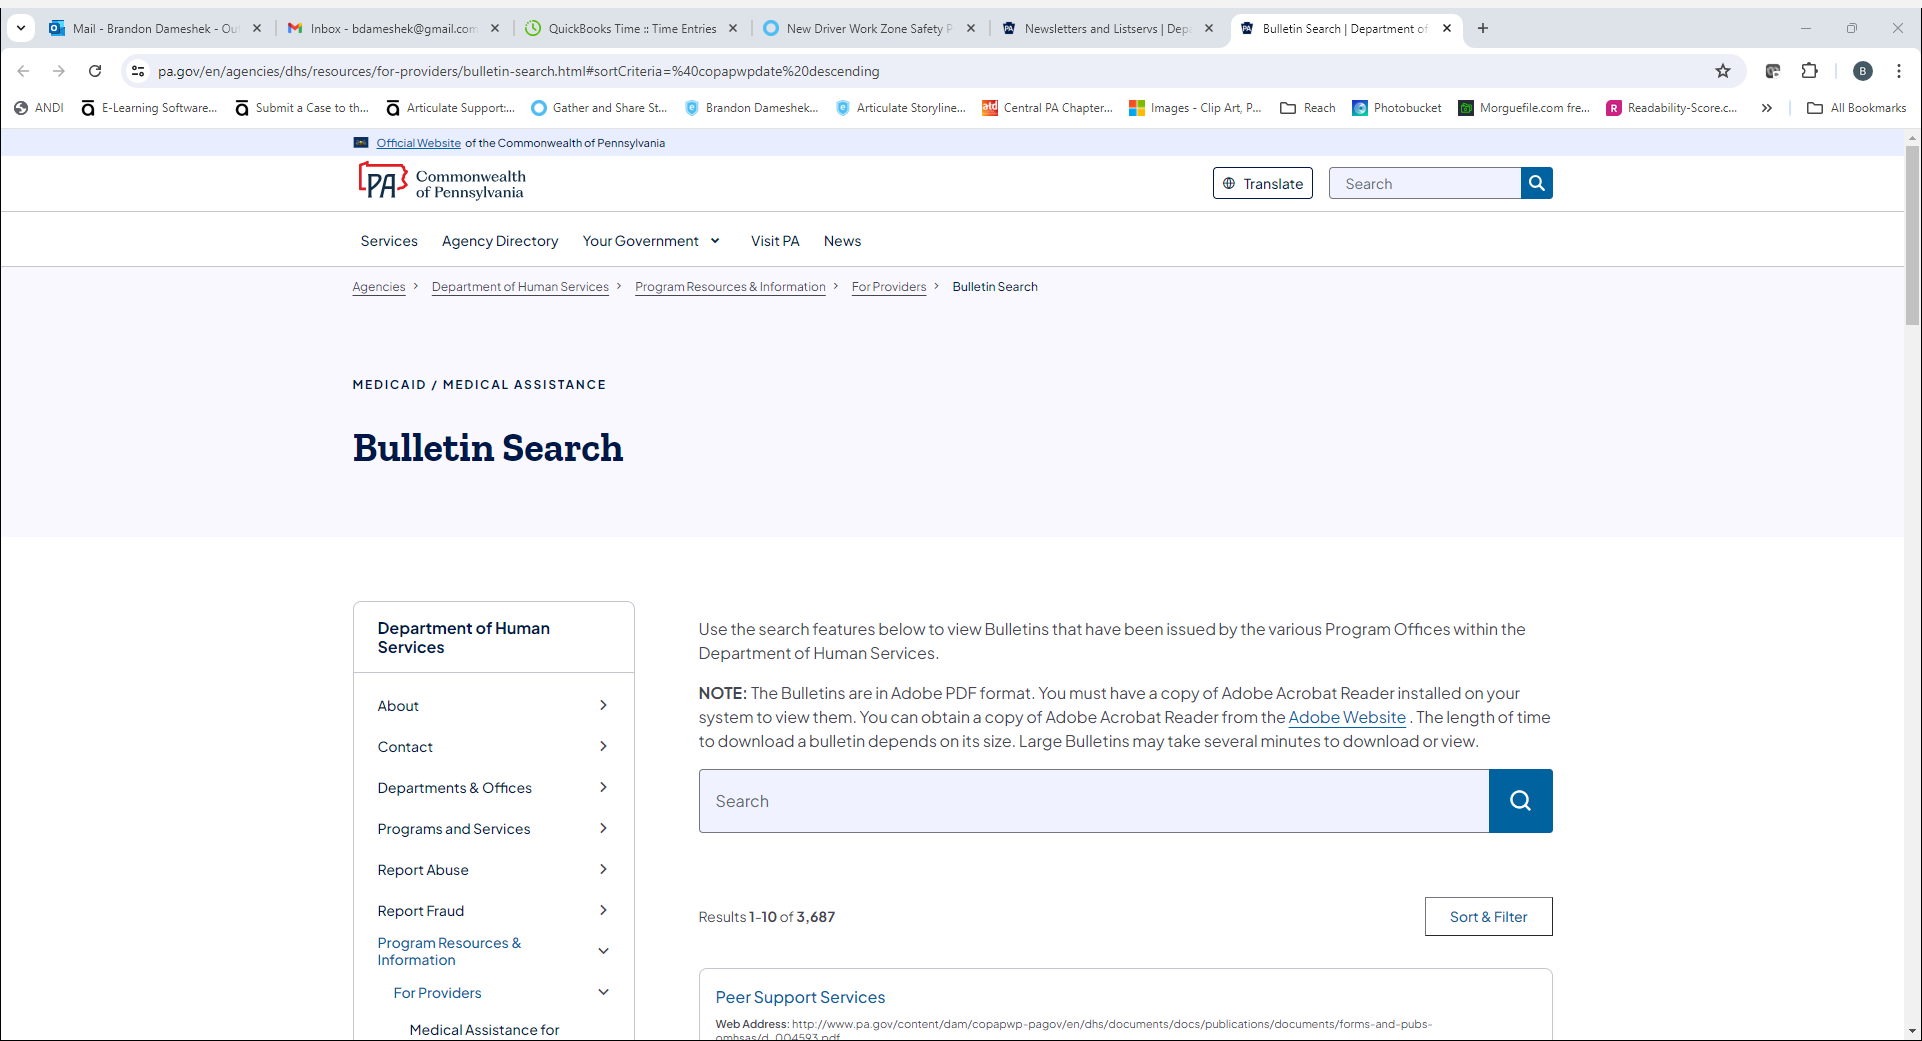 Mail - Brandon Dameshek - Out
Inbox - bdameshek@gmail.com
QuickBooks Time :: Time Entries
New Driver Work Zone Safety P
Newsletters and Listservs | Depa
Bulletin Search | Department of
pa.gov/en/agencies/dhs/resources/for-providers/bulletin-search.html#sortCriteria=%40copapwpdate%20descending
B
ANDI
E-Learning Software...
Submit a Case to th...
Articulate Support:...
Gather and Share St...
Brandon Dameshek...
Articulate Storyline...
atd
Central PA Chapter...
Images - Clip Art, P...
Reach
Photobucket
Morguefile.com fre...
R
Readability-Score.c...
All Bookmarks
Official Website of the Commonwealth of Pennsylvania
PA
Commonwealth
of Pennsylvania
Translate
Search
Services
Agency Directory
Your Government
Visit PA
News
Agencies > Department of Human Services > Program Resources & Information > For Providers > Bulletin Search
MEDICAID / MEDICAL ASSISTANCE
Bulletin Search
Department of Human
Services
About
Contact
Departments & Offices
Programs and Services
Report Abuse
Report Fraud
Program Resources &
Information
For Providers
Medical Assistance for
Use the search features below to view Bulletins that have been issued by the various Program Offices within the
Department of Human Services.
NOTE: The Bulletins are in Adobe PDF format. You must have a copy of Adobe Acrobat Reader installed on your
system to view them. You can obtain a copy of Adobe Acrobat Reader from the Adobe Website . The length of time
to download a bulletin depends on its size. Large Bulletins may take several minutes to download or view.
Search
Results 1-10 of 3,687
Sort & Filter
Peer Support Services
Web Address: http://www.pa.gov/content/dam/copapwp-pagov/en/dhs/documents/docs/publications/documents/forms-and-pubs-
omhsas/d_004593.pdf